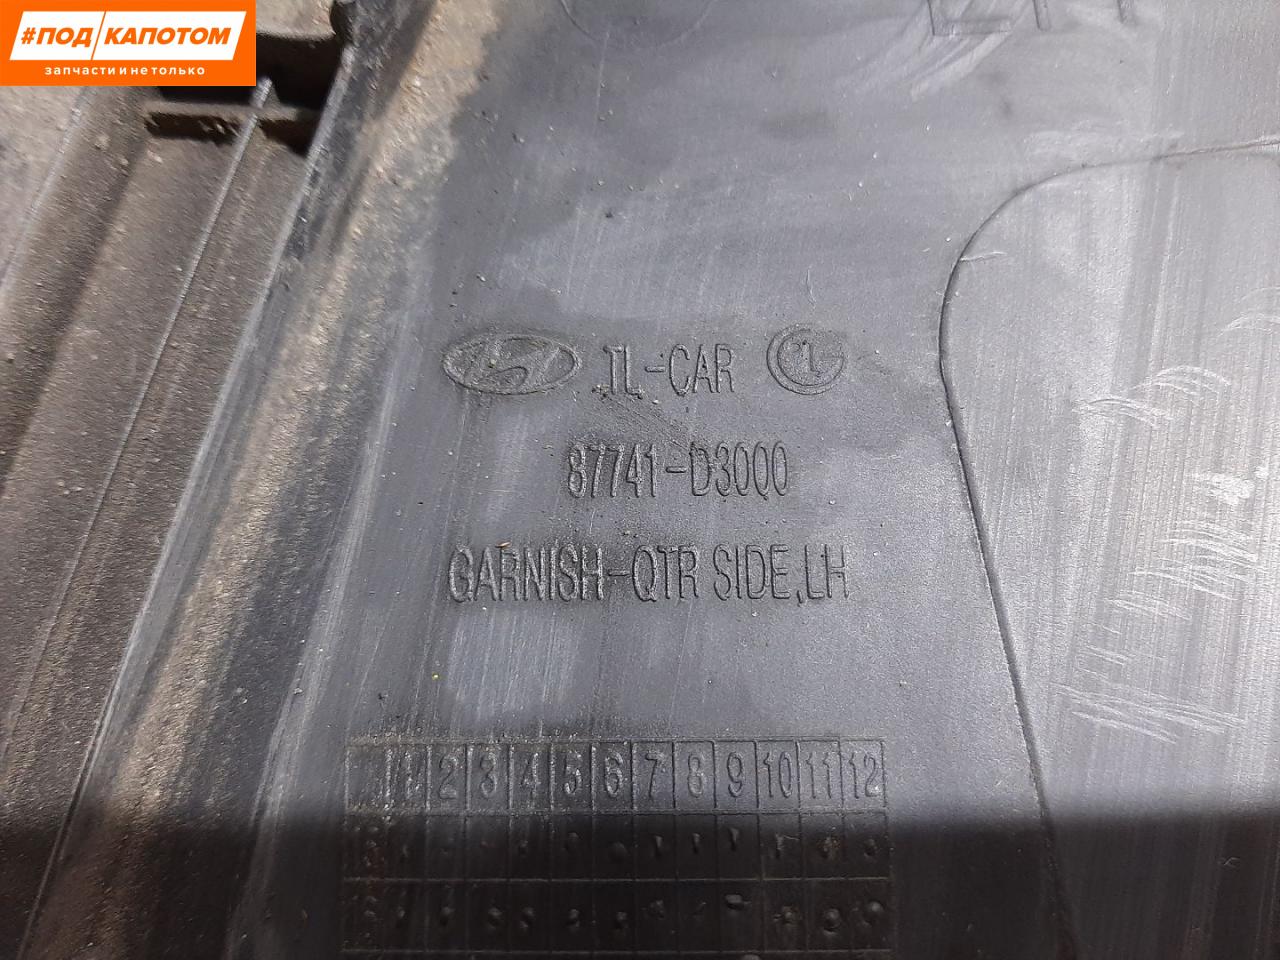 #ПОД КАПОТОМ
ЗАПЧАСТИ И НЕ ТОЛЬКО
TL-CAR
87741-D3000
GARNISH-QTR SIDE,LH
1 2 3 4 5 6 7 8 9 10 11 12